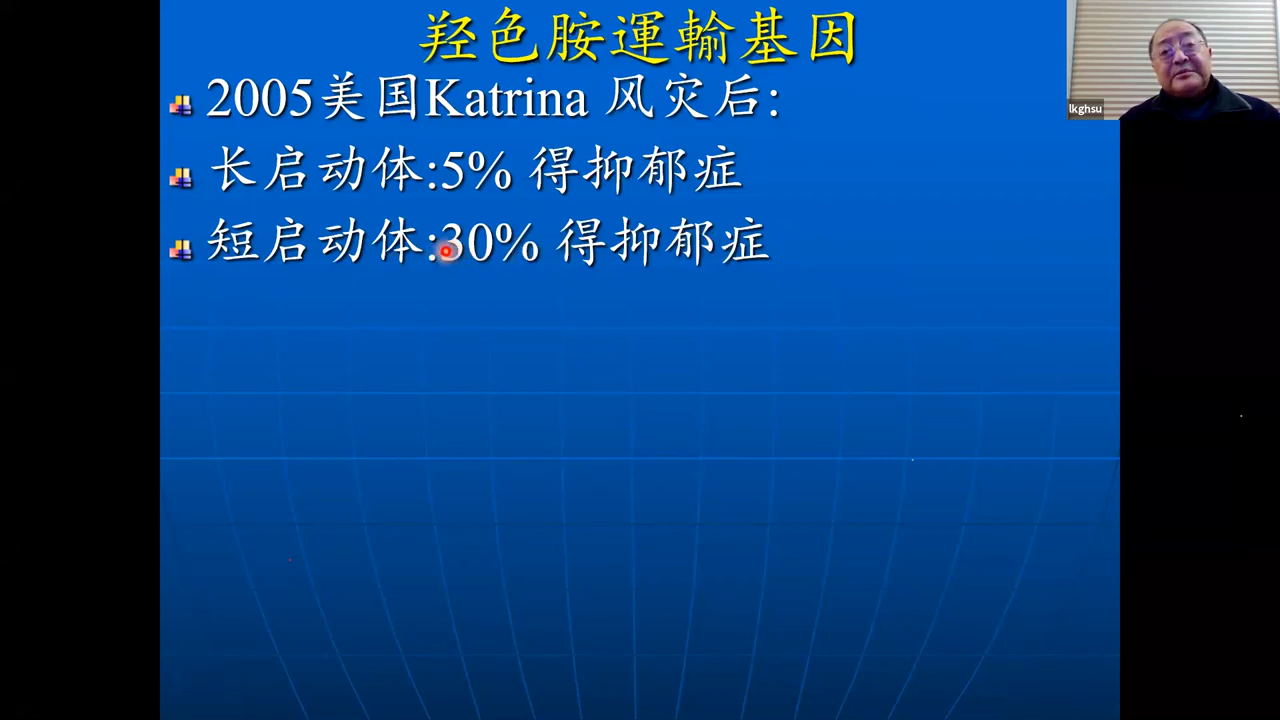 羟色胺運輸基因
2005美国Katrina 风灾后:
长启动体:5% 得抑郁症
短启动体:30% 得抑郁症
lkghsu